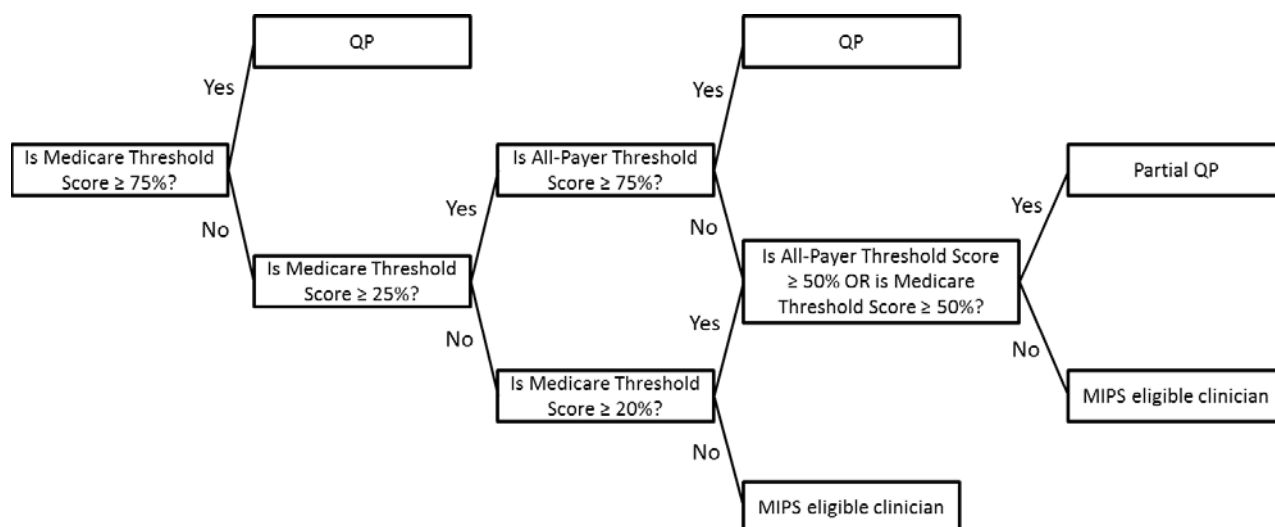 QP
QP
Yes
Yes
Is Medicare Threshold
Score ≥ 75%?
Is All-Payer Threshold
Score ≥ 75%?
Partial QP
Yes
Yes
No
No
Is Medicare Threshold
Score ≥ 25%?
Is All-Payer Threshold Score
≥ 50% OR is Medicare
Threshold Score ≥ 50%?
Yes
No
No
Is Medicare Threshold
Score ≥ 20%?
MIPS eligible clinician
No
MIPS eligible clinician